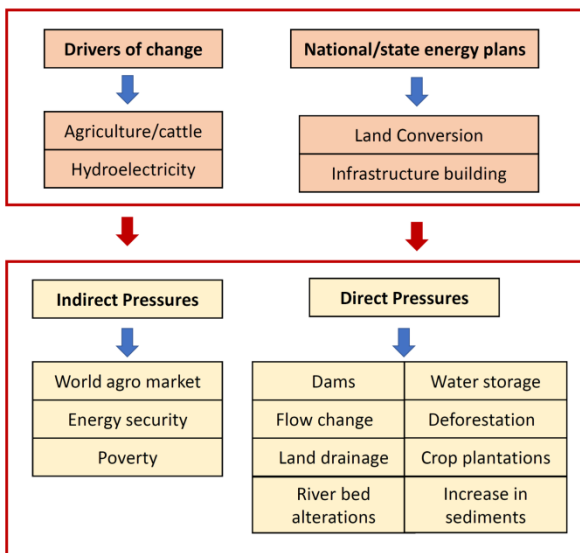 Drivers of change
National/state energy plans
Agriculture/cattle
Hydroelectricity
Land Conversion
Infrastructure building
Indirect Pressures
Direct Pressures
World agro market
Energy security
Poverty
Dams
Water storage
Flow change
Deforestation
Land drainage
Crop plantations
River bed
alterations
Increase in
sediments